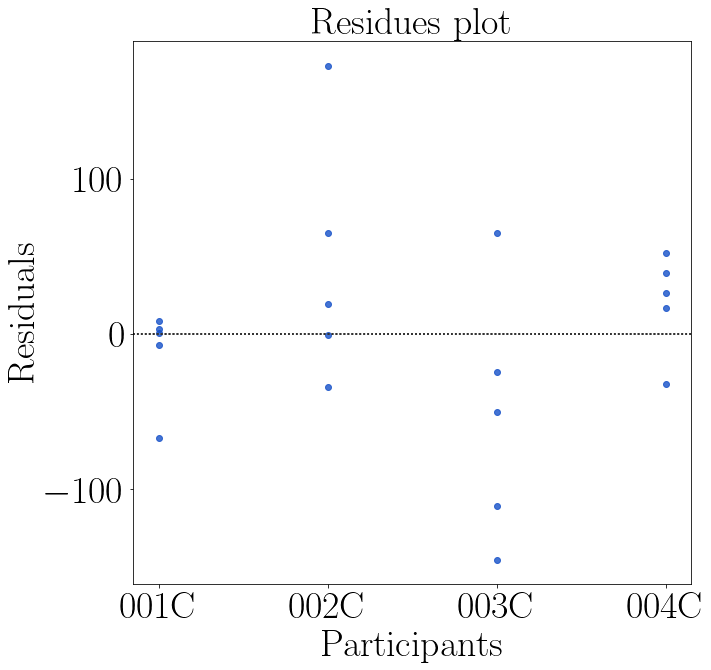 Residues plot
100
0
−100
Residuals
001C 002C 003C 004C
Participants